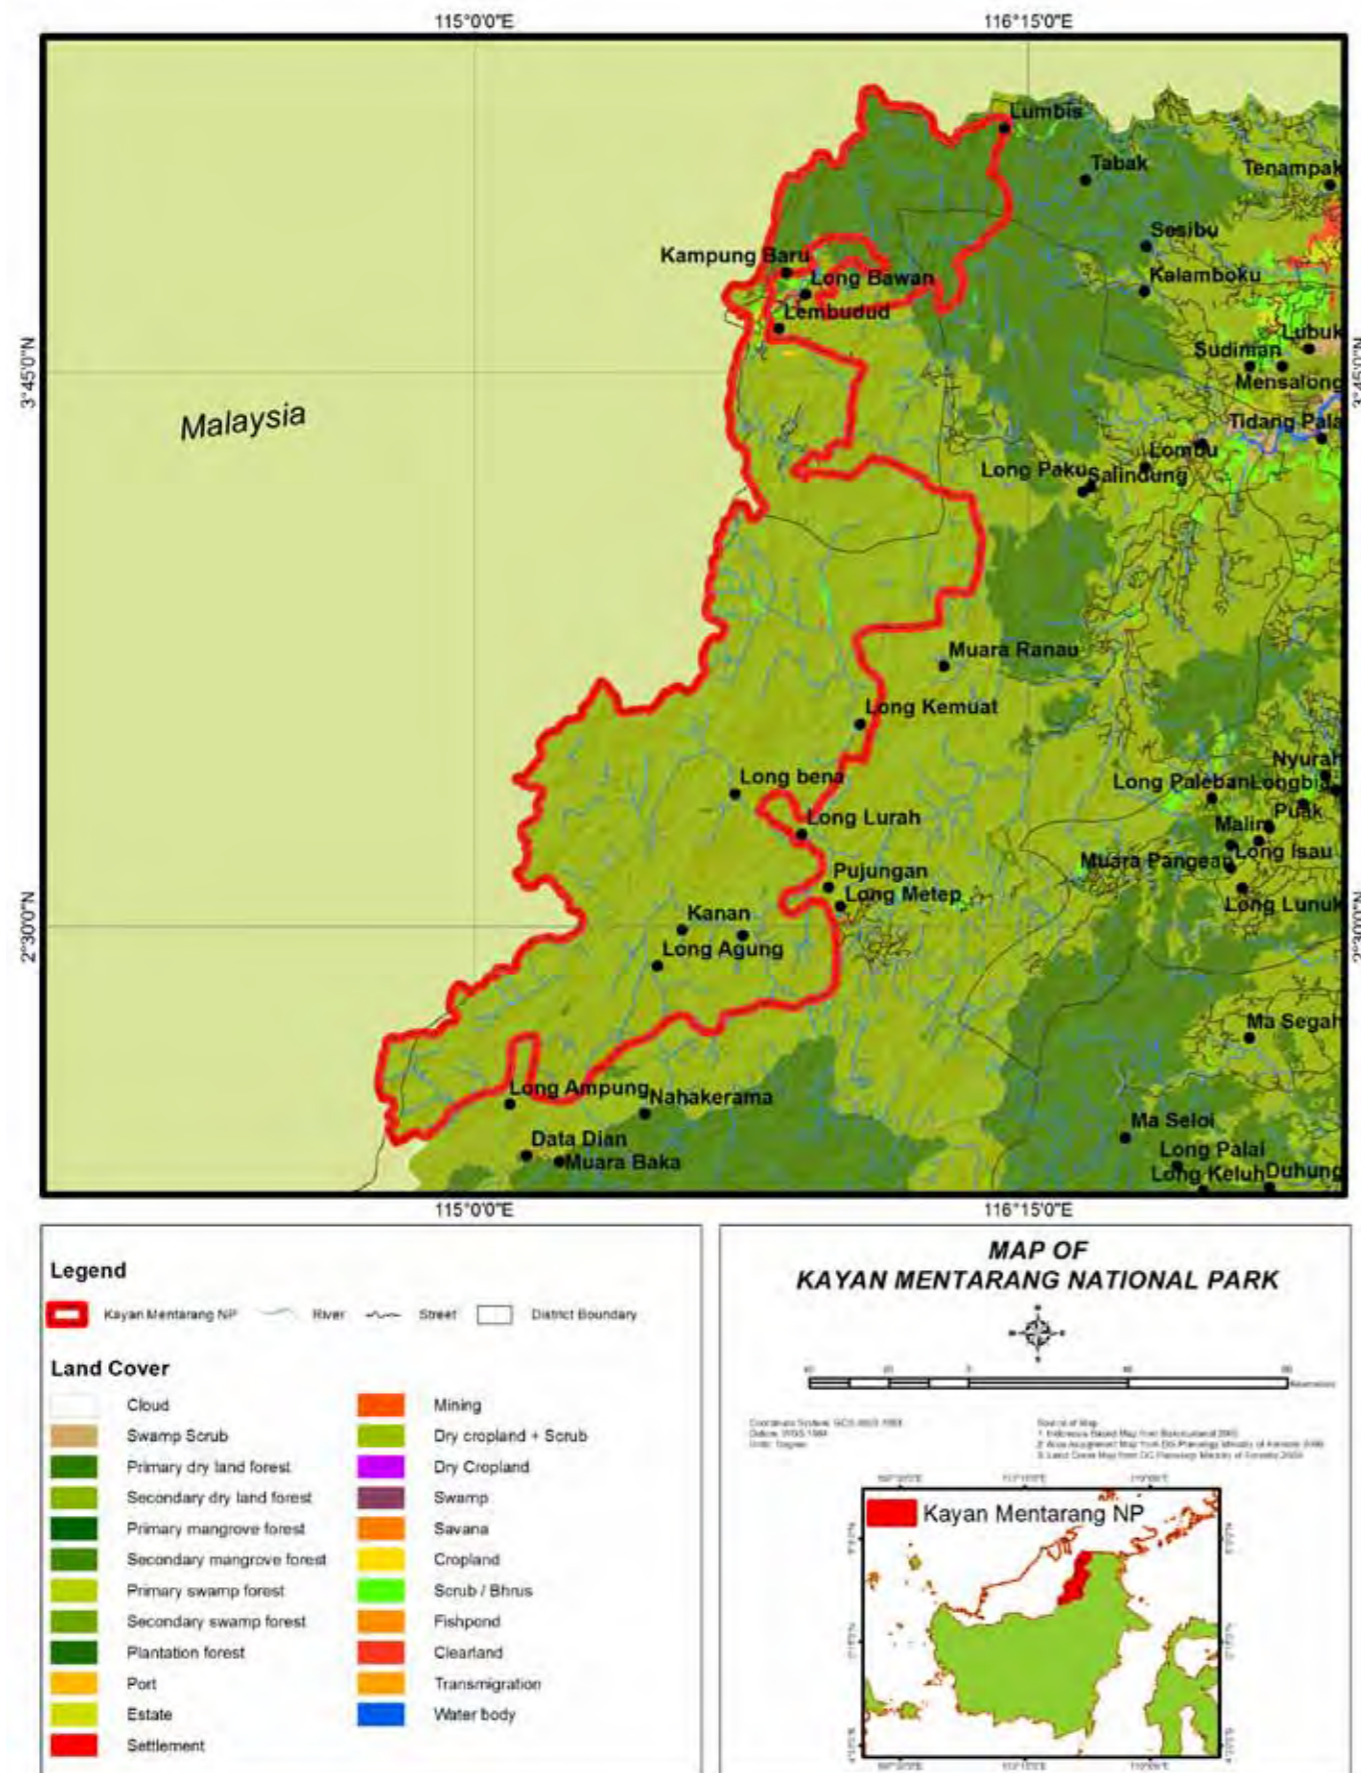 115°0'0"E
116°15'0"E
Lumbis
Tabak
Tenampak
Sesibu
Kampung Baru
Long Bawan
Kalamboku
Lembudud
Lubuk
Sudiman
3°45'0"N
3°45'0"N
Mensalong
Malaysia
Tidang Pala
Lombu
Long Paku
Salindung
Muara Ranau
Long Kemuat
Nyurah
Long bena
Long Paleban
Longbia
Puak
Long Lurah
Malin
Long Isau
Muara Pangean
Pujungan
Long Metep
Long Lunuk
Kanan
2°30'0"N
2°30'0"N
Long Agung
Ma Segah
Long Ampung
Nahakerama
Ma Seloi
Data Dian
Long Palai
Muara Baka
Long Keluh
Duhung
115°0'0"E
116°15'0"E
Legend
Kayan Mentarang NP
River
Street
District Boundary
Land Cover
Cloud
Swamp Scrub
Primary dry land forest
Secondary dry land forest
Primary mangrove forest
Secondary mangrove forest
Primary swamp forest
Secondary swamp forest
Plantation forest
Port
Estate
Settlement
Mining
Dry cropland + Scrub
Dry Cropland
Swamp
Savana
Cropland
Scrub / Bhrus
Fishpond
Clearland
Transmigration
Water body
MAP OF
KAYAN MENTARANG NATIONAL PARK
Kayan Mentarang NP